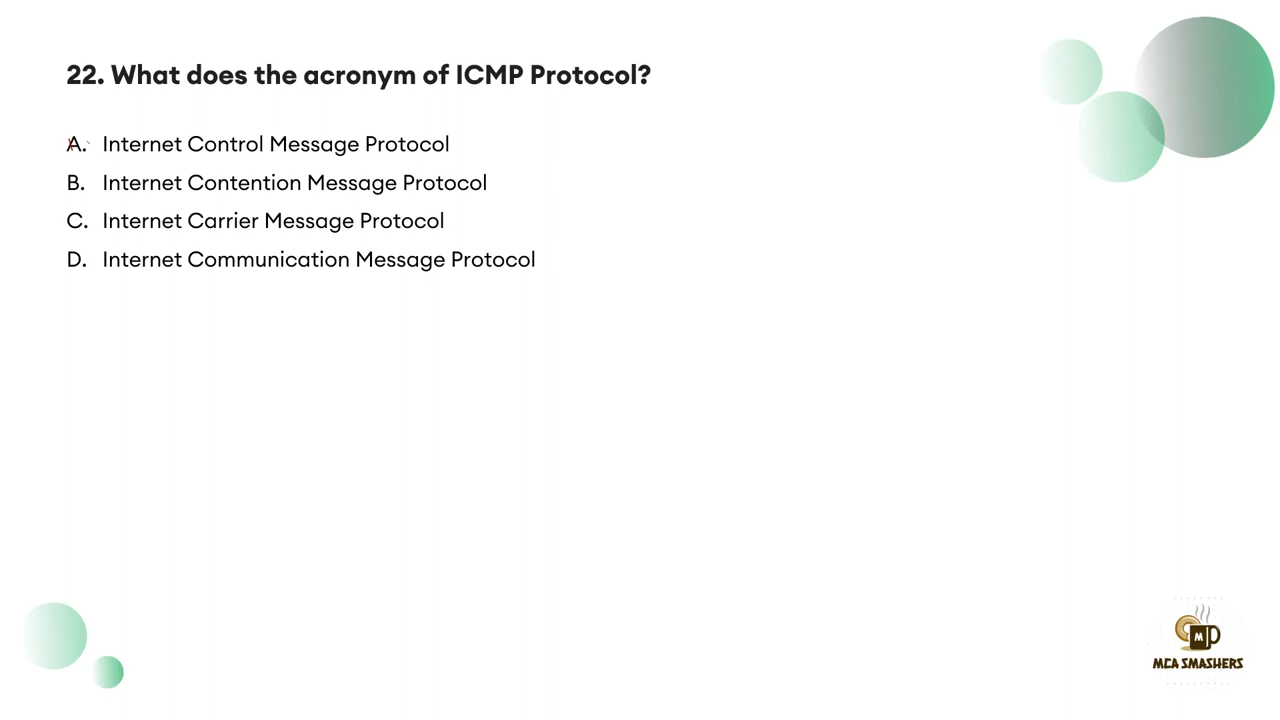 22. What does the acronym of ICMP Protocol?
A. Internet Control Message Protocol
B. Internet Contention Message Protocol
C. Internet Carrier Message Protocol
D. Internet Communication Message Protocol
M
MCA SMASHERS